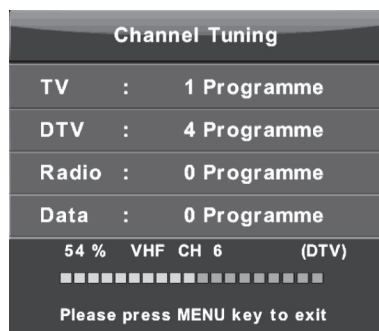 Channel Tuning
TV : 1 Programme
DTV : 4 Programme
Radio : 0 Programme
Data : 0 Programme
54 % VHF CH 6 (DTV)
Please press MENU key to exit